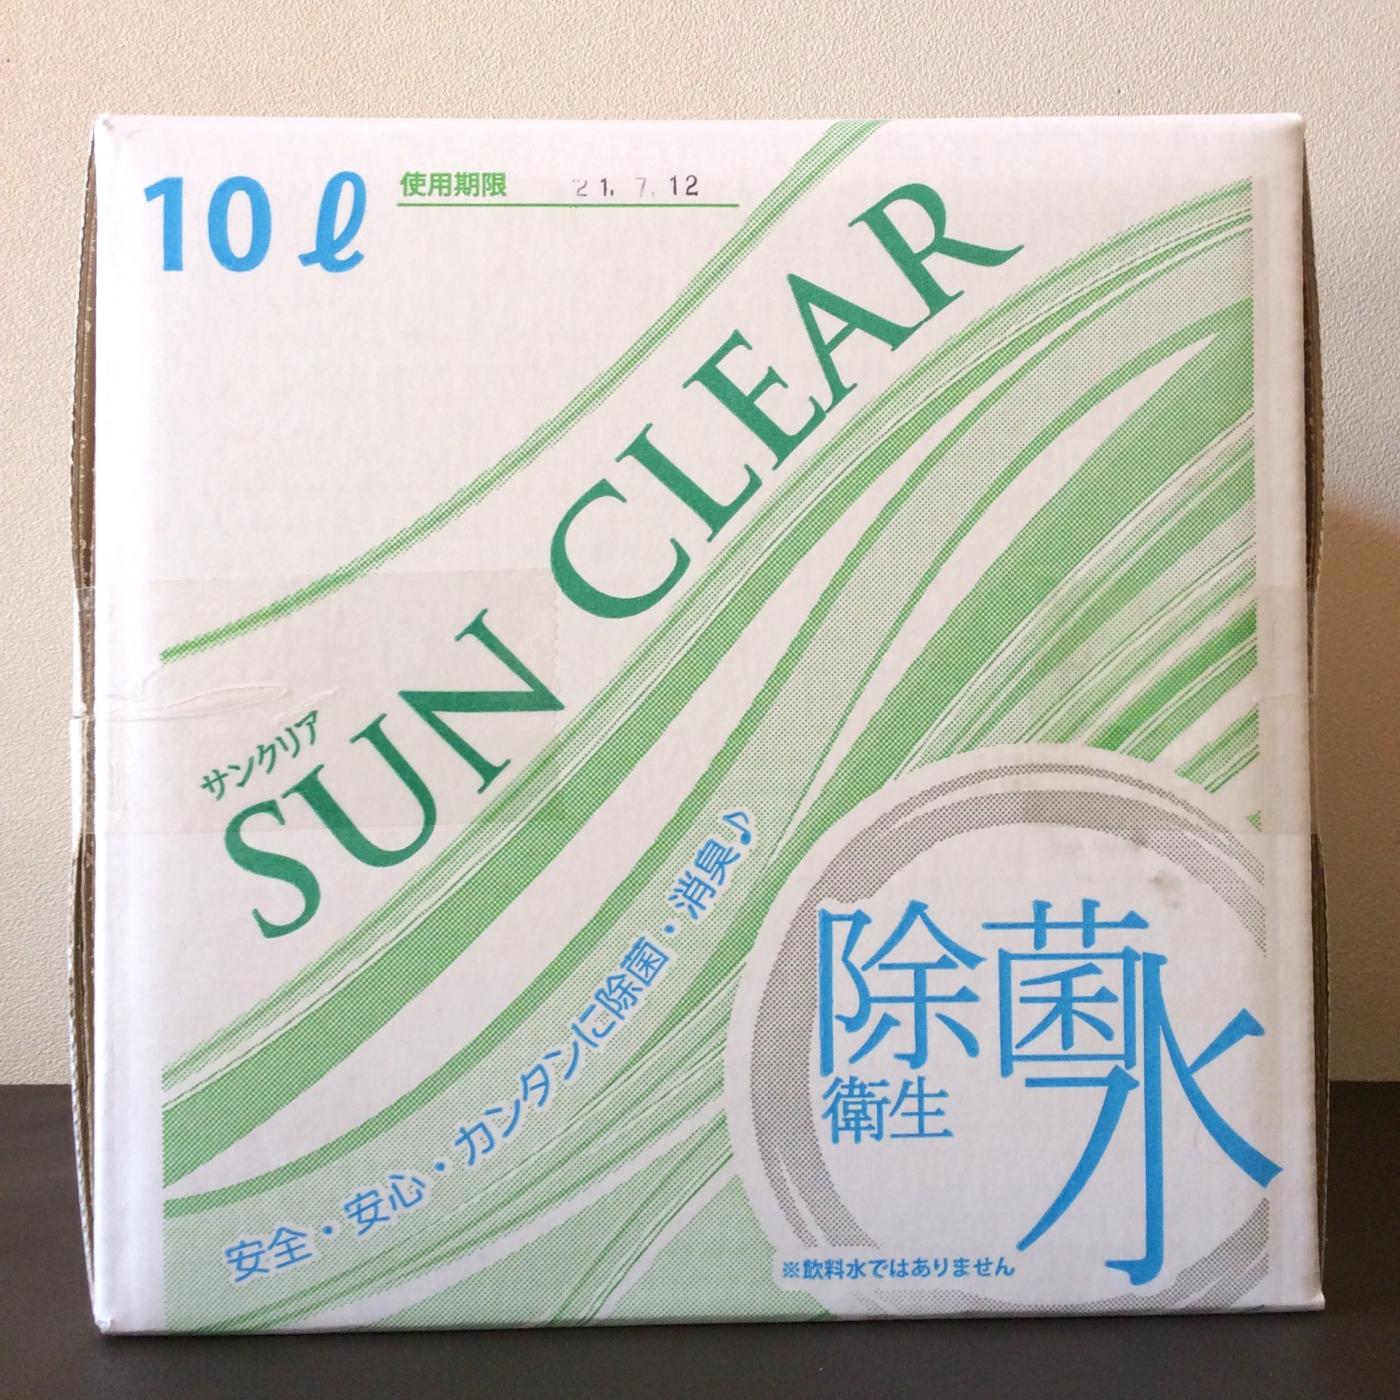 10ℓ
使用期限 21. 7. 12
サンクリア
SUN CLEAR
安全・安心・カンタンに除菌・消臭♪
除菌水
衛生
※飲料水ではありません